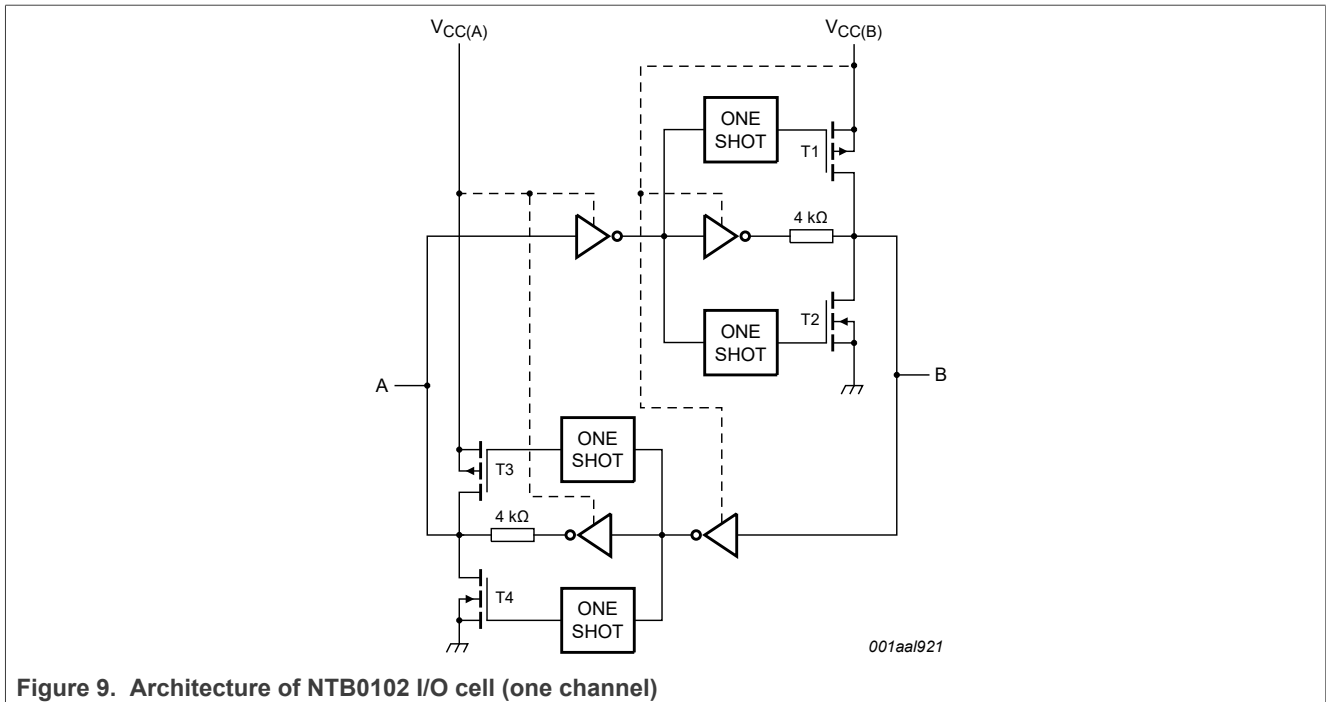 VCC(A)
VCC(B)
ONE
SHOT
T1
4 kΩ
ONE
SHOT
T2
A
B
ONE
SHOT
T3
4 kΩ
T4
ONE
SHOT
001aal921
Figure 9. Architecture of NTB0102 I/O cell (one channel)